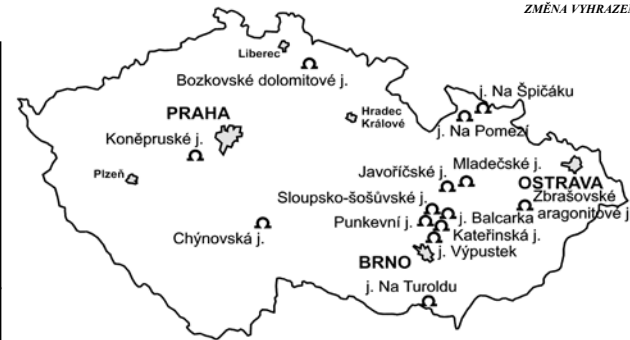 ZMĚNA VYHRAZEN
Liberec
Bozkovské dolomitové j.
j. Na Špičáku
PRAHA
Hradec
Králové
j. Na Pomezí
Koněpruské j.
Plzeň
Javoříčské j.
Mladečské j.
OSTRAVA
Sloupsko-šošůvské j.
Zbrašovské
aragonitové j
Punkevní j.
j. Balcarka
Chýnovská j.
Kateřinská j.
j. Výpustek
BRNO
j. Na Turoldu